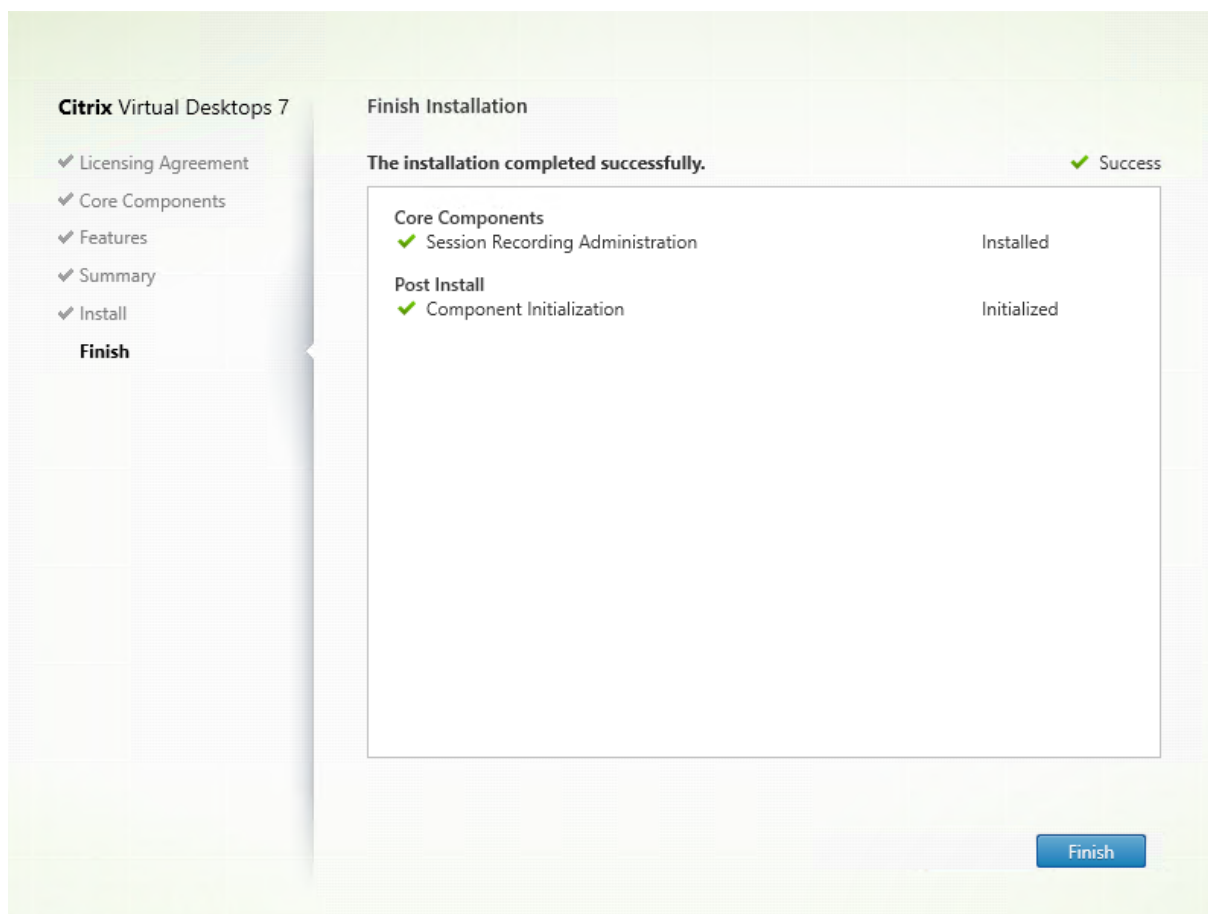 Citrix Virtual Desktops 7
Licensing Agreement
Core Components
Features
Summary
Install
Finish
Finish Installation
The installation completed successfully. Success
Core Components
Session Recording Administration Installed
Post Install
Component Initialization Initialized
Finish